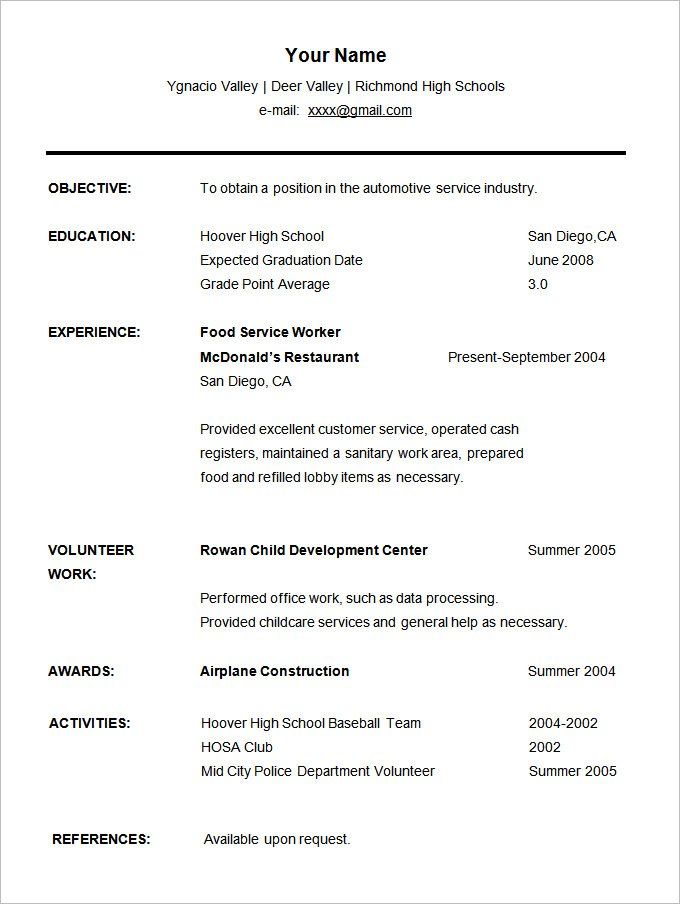 Your Name
Ygnacio Valley | Deer Valley | Richmond High Schools
e-mail: xxxx@gmail.com
OBJECTIVE: To obtain a position in the automotive service industry.
EDUCATION: Hoover High School San Diego,CA
Expected Graduation Date June 2008
Grade Point Average 3.0
EXPERIENCE: Food Service Worker
McDonald’s Restaurant Present-September 2004
San Diego, CA
Provided excellent customer service, operated cash
registers, maintained a sanitary work area, prepared
food and refilled lobby items as necessary.
VOLUNTEER Rowan Child Development Center Summer 2005
WORK:
Performed office work, such as data processing.
Provided childcare services and general help as necessary.
AWARDS: Airplane Construction Summer 2004
ACTIVITIES: Hoover High School Baseball Team 2004-2002
HOSA Club 2002
Mid City Police Department Volunteer Summer 2005
REFERENCES: Available upon request.